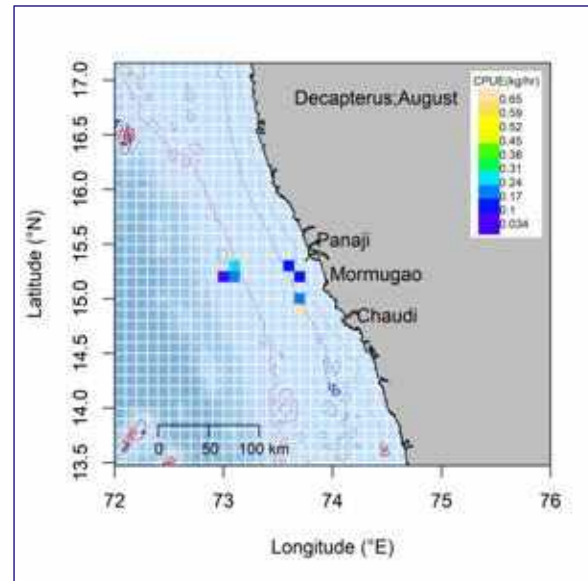 Decapterus;August
CPUE(kg/hr)
0.65
0.59
0.52
0.45
0.38
0.31
0.24
0.17
0.1
0.034
Panaji
Mormugao
Chaudi
17.0
16.5
16.0
15.5
15.0
14.5
14.0
13.5
Latitude (°N)
0 50 100 km
72 73 74 75 76
Longitude (°E)